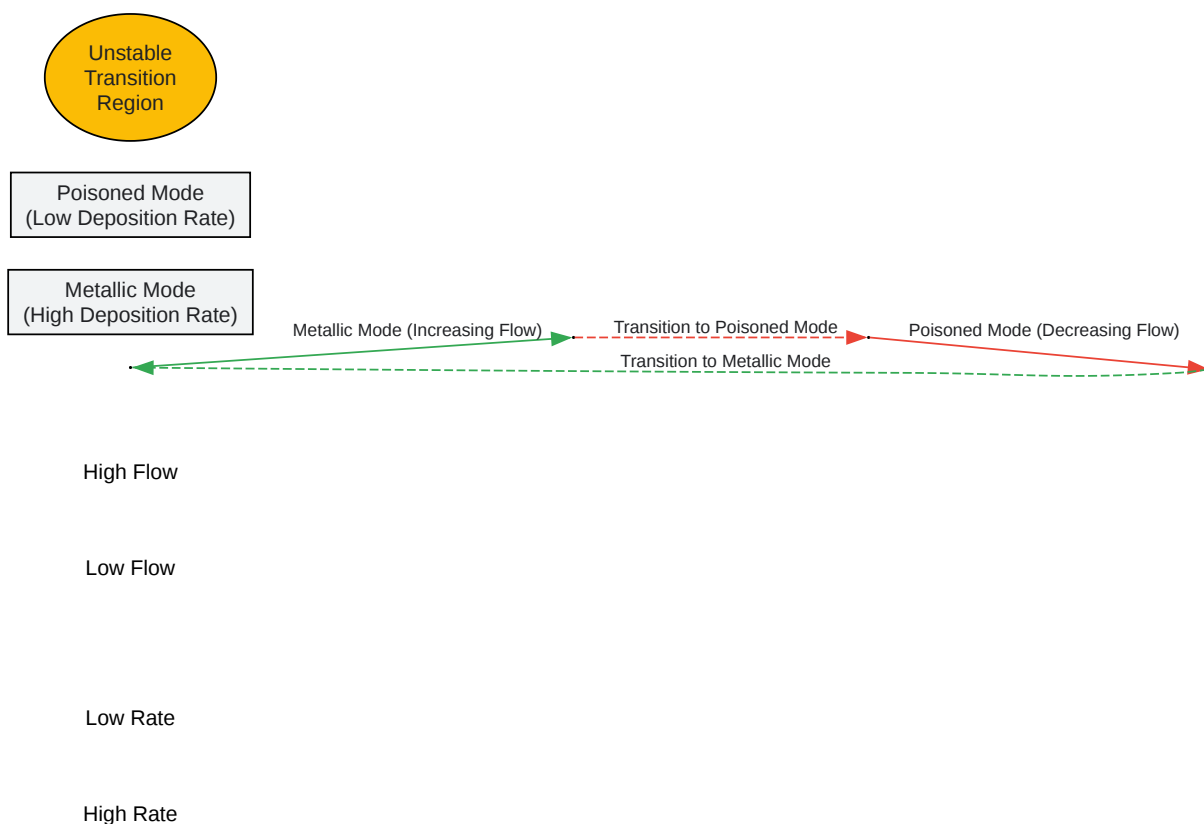 Unstable
Transition
Region
Poisoned Mode
(Low Deposition Rate)
Metallic Mode
(High Deposition Rate)
Metallic Mode (Increasing Flow)
Transition to Poisoned Mode
Poisoned Mode (Decreasing Flow)
Transition to Metallic Mode
High Flow
Low Flow
Low Rate
High Rate